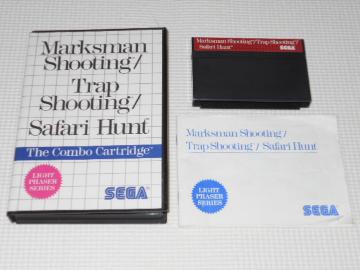 Marksman
Shooting/
Trap
Shooting/
Safari Hunt
The Combo Cartridge™
LIGHT
PHASER
SERIES
SEGA
Marksman Shooting/Trap Shooting/
Safari Hunt
SEGA
Marksman Shooting/
Trap Shooting/Safari Hunt
LIGHT
PHASER
SERIES
SEGA